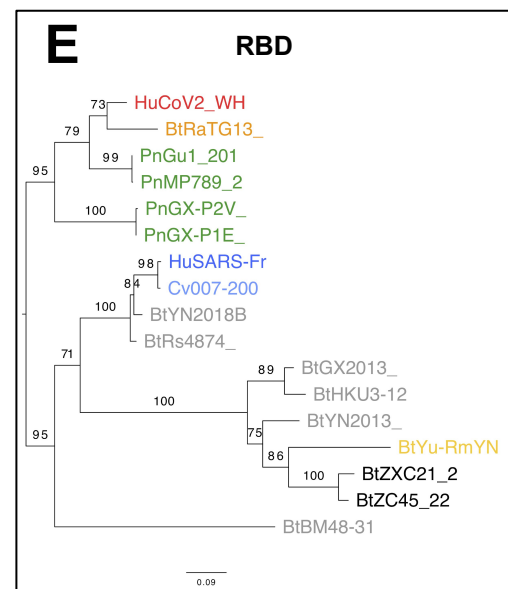 E
RBD
73
HuCoV2_WH
79
BtRaTG13_
99
PnGu1_201
95
PnMP789_2
100
PnGX-P2V_
PnGX-P1E_
98
HuSARS-Fr
84
Cv007-200
100
BtYN2018B
BtRs4874_
71
89
BtGX2013_
100
BtHKU3-12
75
BtYN2013_
95
86
BtYu-RmYN
100
BtZXC21_2
BtZC45_22
BtBM48-31
0.09